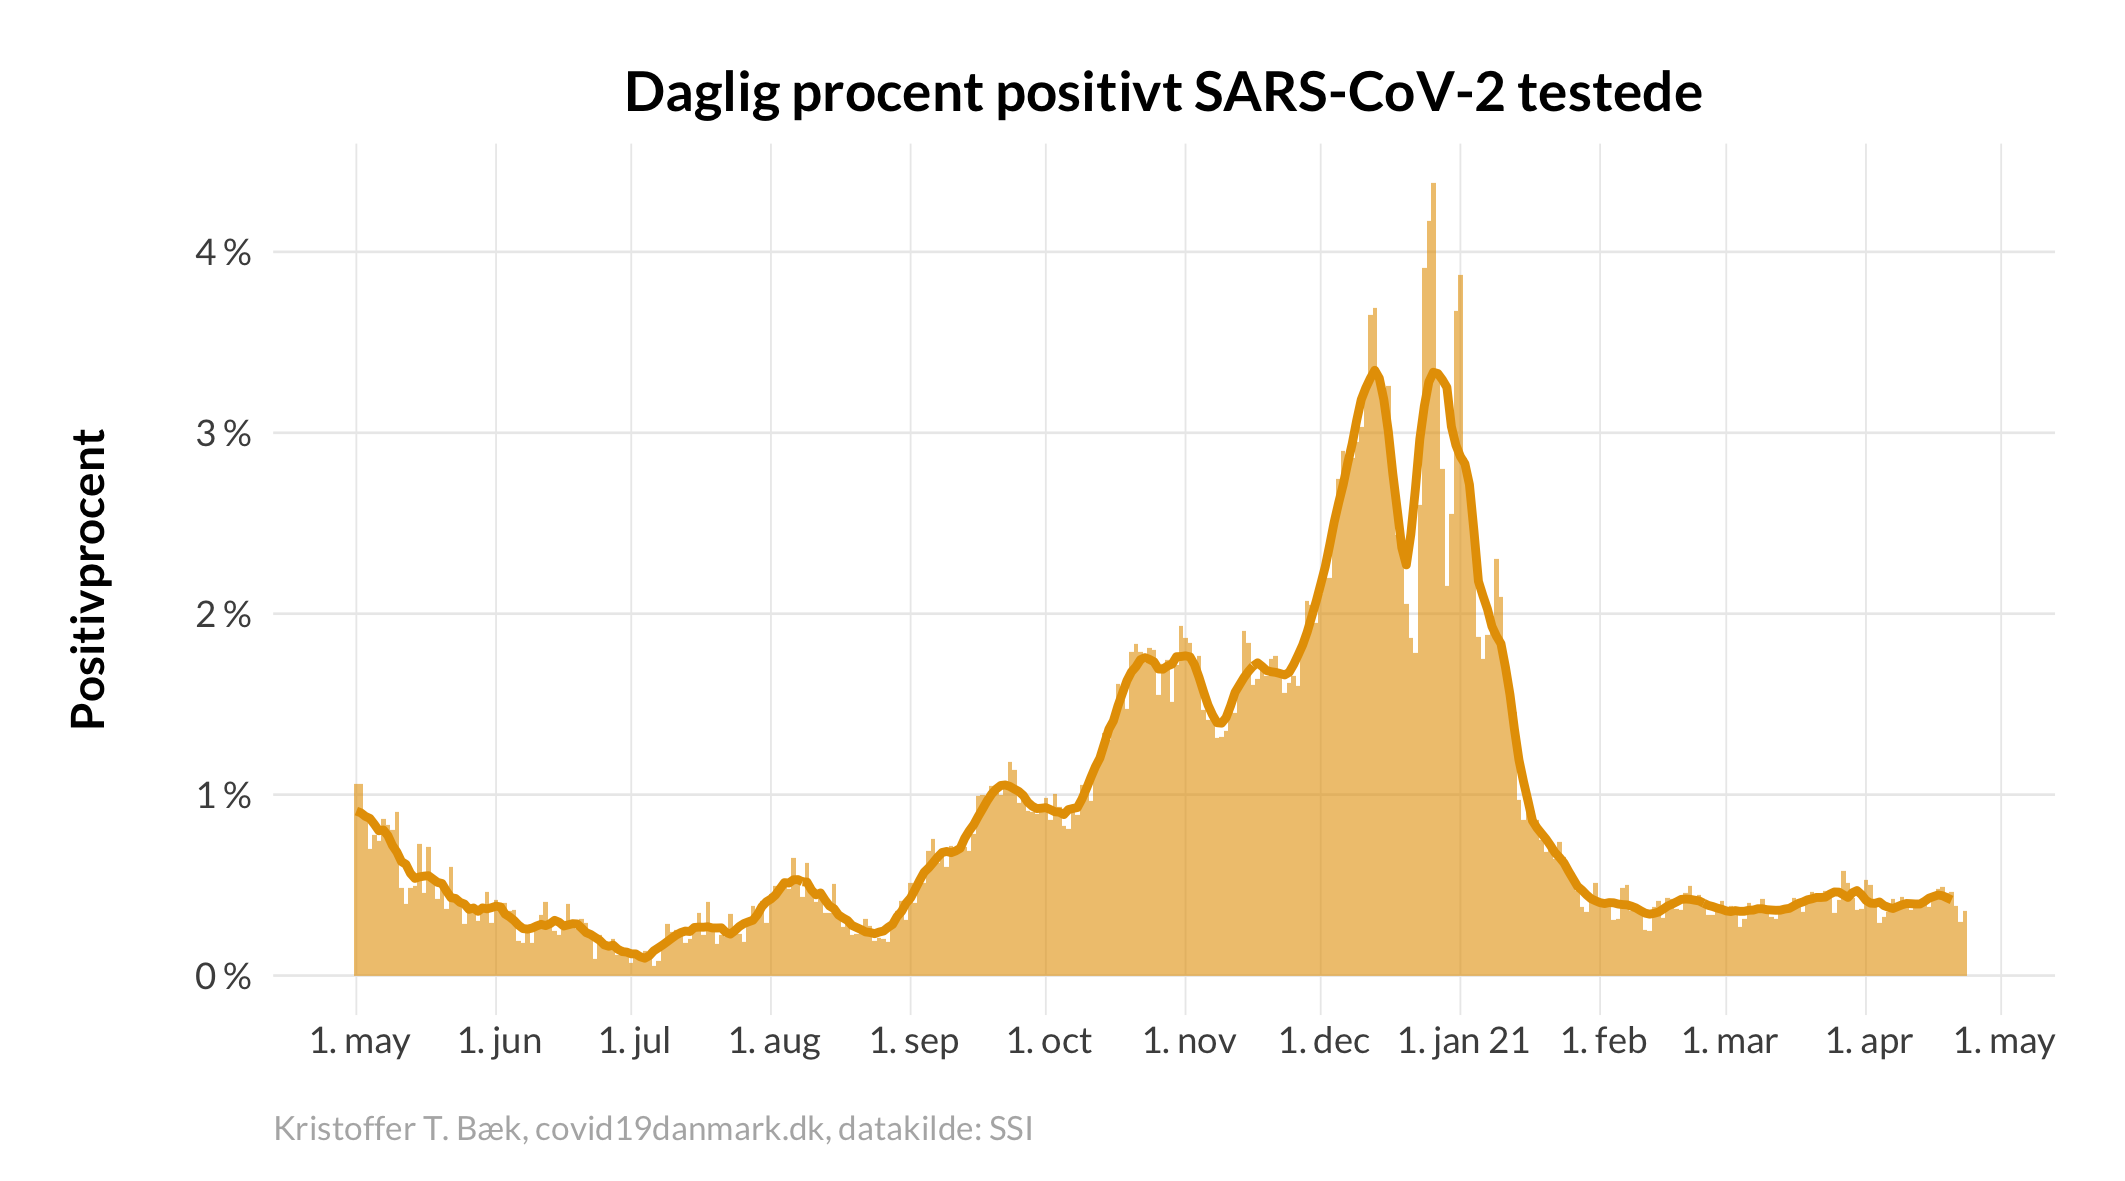 Daglig procent positivt SARS-CoV-2 testede
Positivprocent
4 %
3 %
2 %
1 %
0 %
1. may 1. jun 1. jul 1. aug 1. sep 1. oct 1. nov 1. dec 1. jan 21 1. feb 1. mar 1. apr 1. may
Kristoffer T. Bæk, covid19danmark.dk, datakilde: SSI